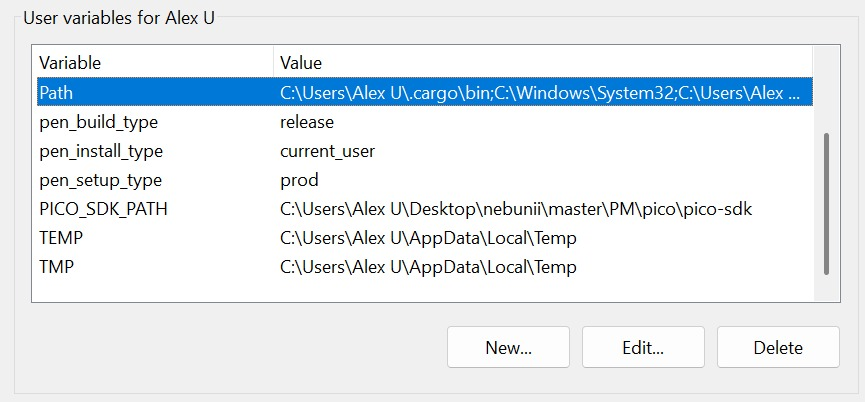 User variables for Alex U
Variable Value
Path C:\Users\Alex U\.cargo\bin;C:\Windows\System32;C:\Users\Alex ...
pen_build_type release
pen_install_type current_user
pen_setup_type prod
PICO_SDK_PATH C:\Users\Alex U\Desktop\nebunii\master\PM\pico\pico-sdk
TEMP C:\Users\Alex U\AppData\Local\Temp
TMP C:\Users\Alex U\AppData\Local\Temp
New... Edit... Delete